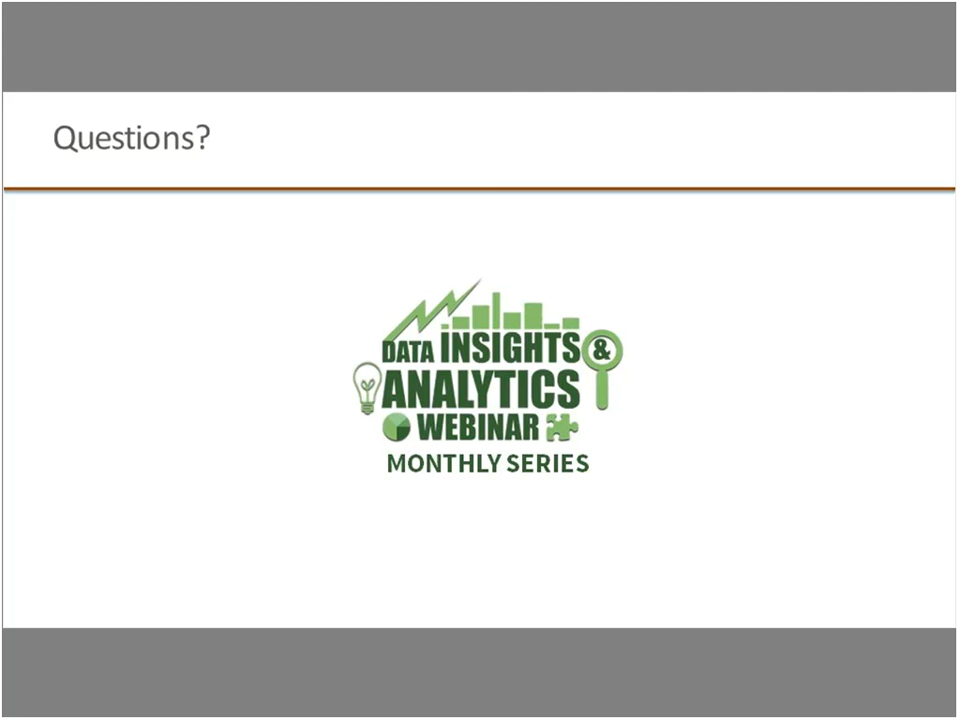 Questions?
DATA INSIGHTS &
ANALYTICS
WEBINAR
MONTHLY SERIES